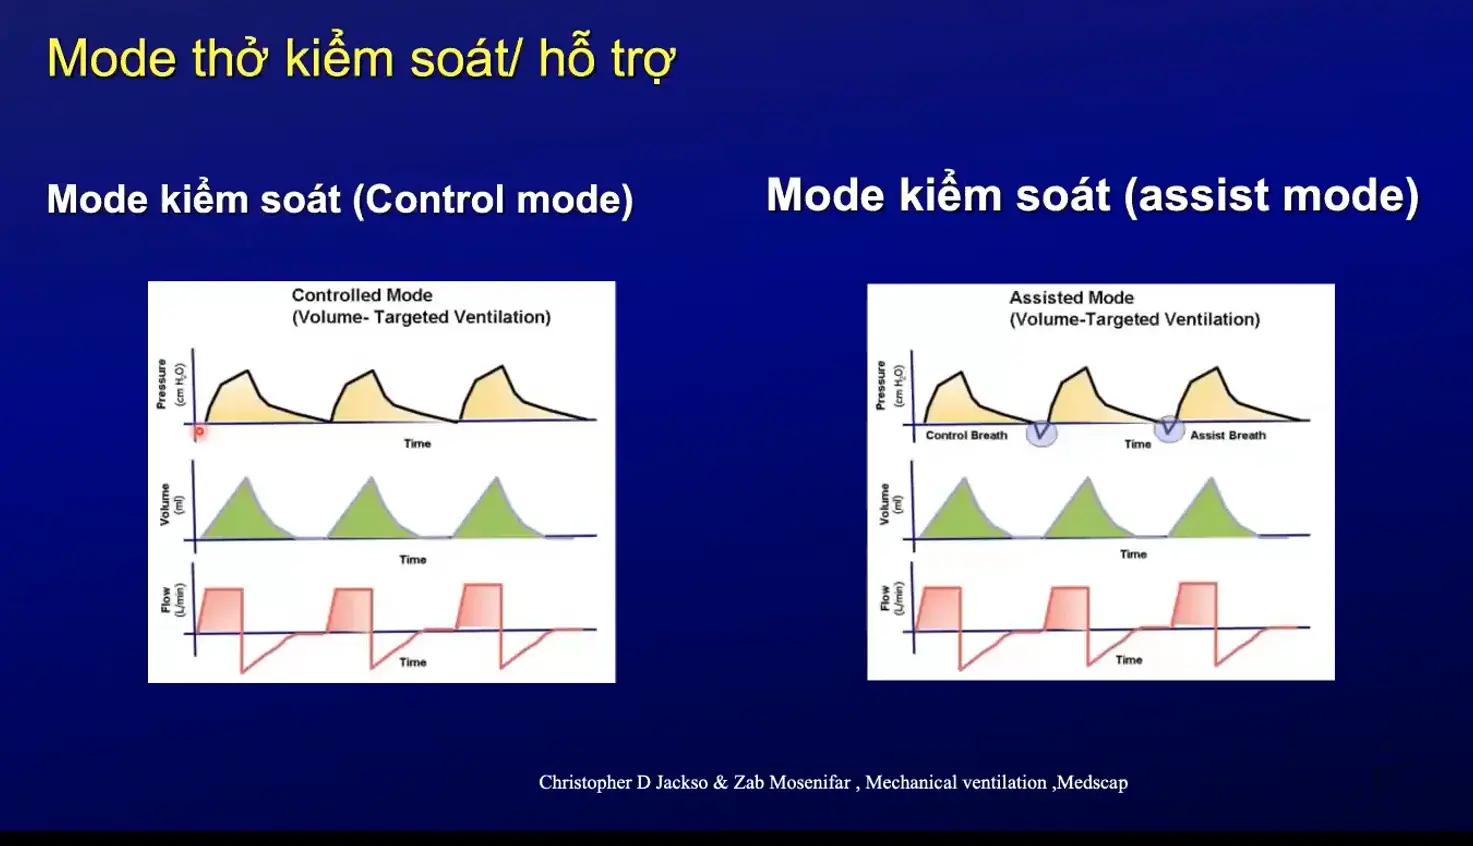 Mode thở kiểm soát/ hỗ trợ
Mode kiểm soát (Control mode)
Controlled Mode
(Volume- Targeted Ventilation)
Pressure
(cm H₂O)
Time
Volume
(ml)
Time
Flow
(L/min)
Time
Mode kiểm soát (assist mode)
Assisted Mode
(Volume-Targeted Ventilation)
Pressure
(cm H₂O)
Control Breath
Time
Assist Breath
Volume
(ml)
Time
Flow
(L/min)
Time
Christopher D Jackso & Zab Mosenifar , Mechanical ventilation ,Medscap